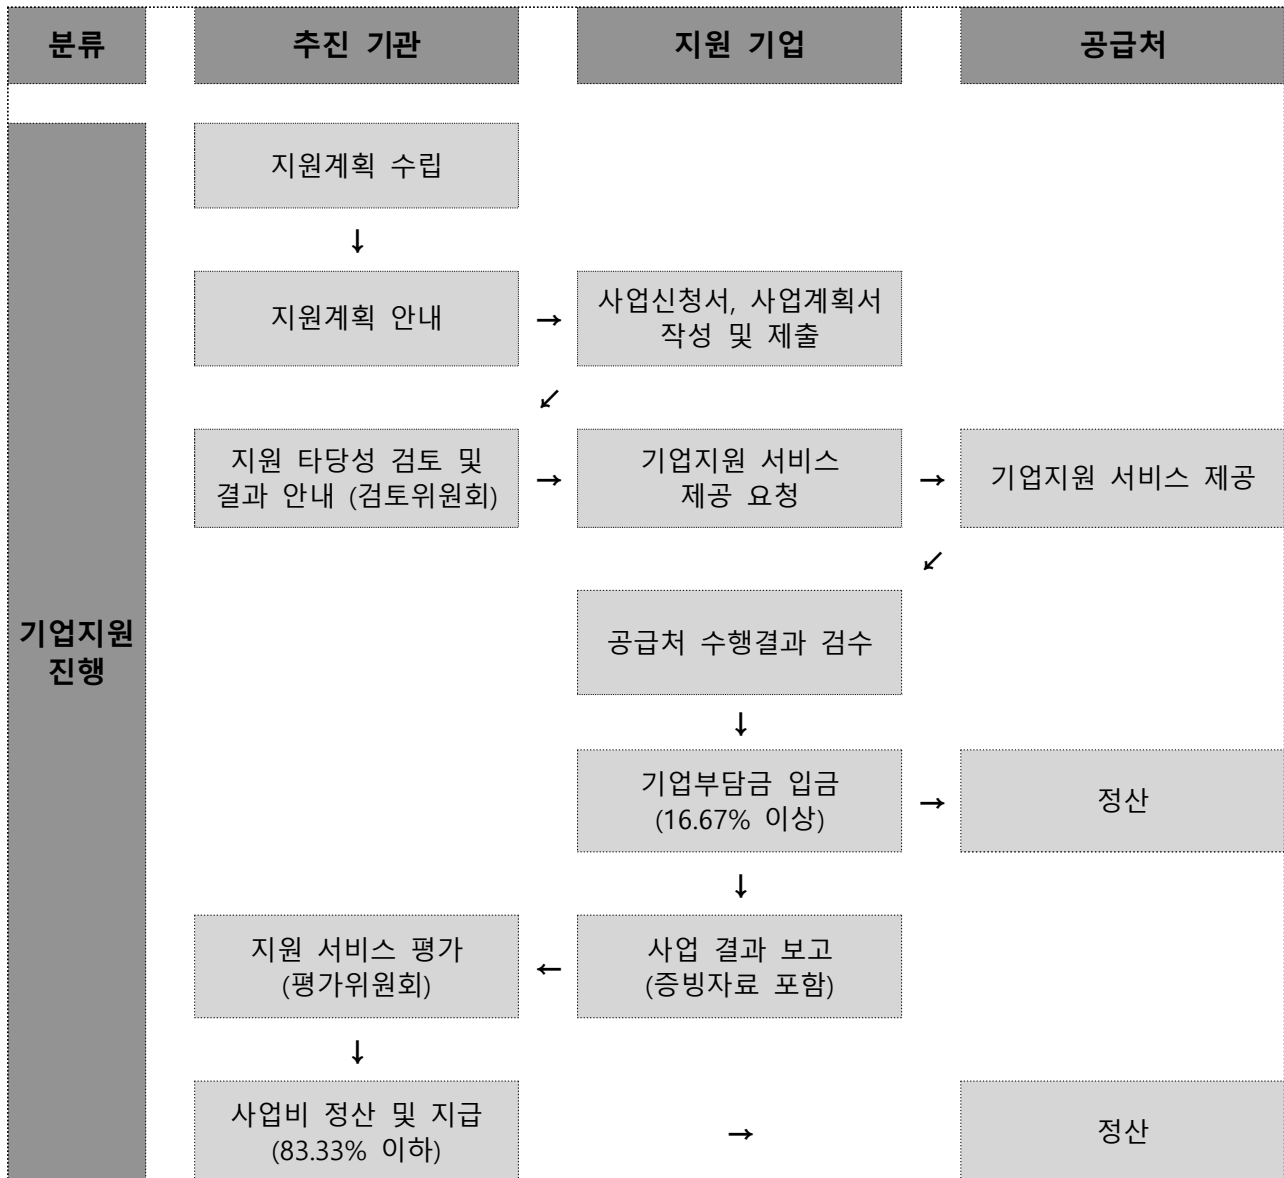 분류
추진 기관
지원 기업
공급처
기업지원
진행
지원계획 수립
↓
지원계획 안내
→
사업신청서, 사업계획서
작성 및 제출
↙
지원 타당성 검토 및
결과 안내 (검토위원회)
→
기업지원 서비스
제공 요청
→
기업지원 서비스 제공
↙
공급처 수행결과 검수
↓
기업부담금 입금
(16.67% 이상)
→
정산
↓
지원 서비스 평가
(평가위원회)
←
사업 결과 보고
(증빙자료 포함)
↓
사업비 정산 및 지급
(83.33% 이하)
→
정산